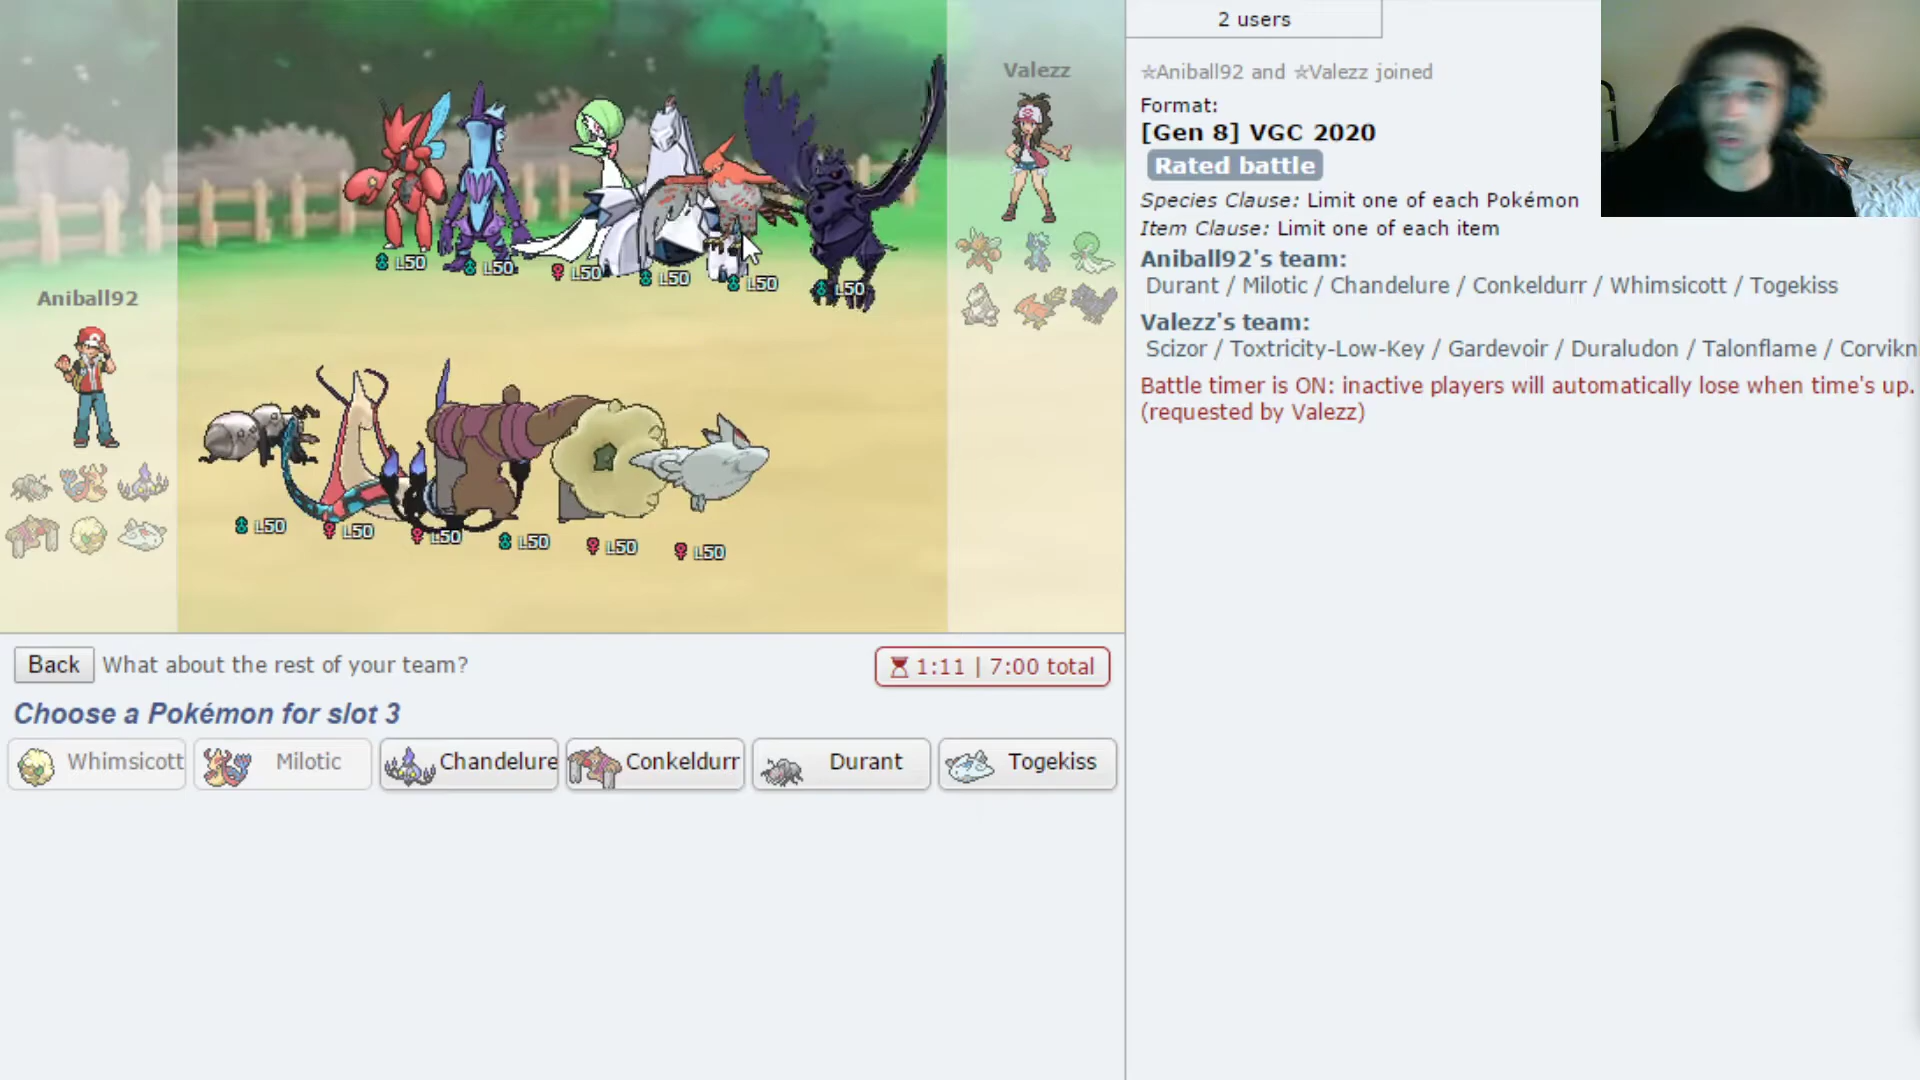 2 users
Valezz
☆Aniball92 and ☆Valezz joined
Format:
[Gen 8] VGC 2020
Rated battle
Species Clause: Limit one of each Pokémon
Item Clause: Limit one of each item
Aniball92's team:
Durant / Milotic / Chandelure / Conkeldurr / Whimsicott / Togekiss
Valezz's team:
Scizor / Toxtricity-Low-Key / Gardevoir / Duraludon / Talonflame / Corvikn
Battle timer is ON: inactive players will automatically lose when time's up.
(requested by Valezz)
L50
L50
L50
L50
L50
L50
Aniball92
L50
L50
L50
L50
L50
L50
Back What about the rest of your team?
1:11 | 7:00 total
Choose a Pokémon for slot 3
Whimsicott Milotic Chandelure Conkeldurr Durant Togekiss